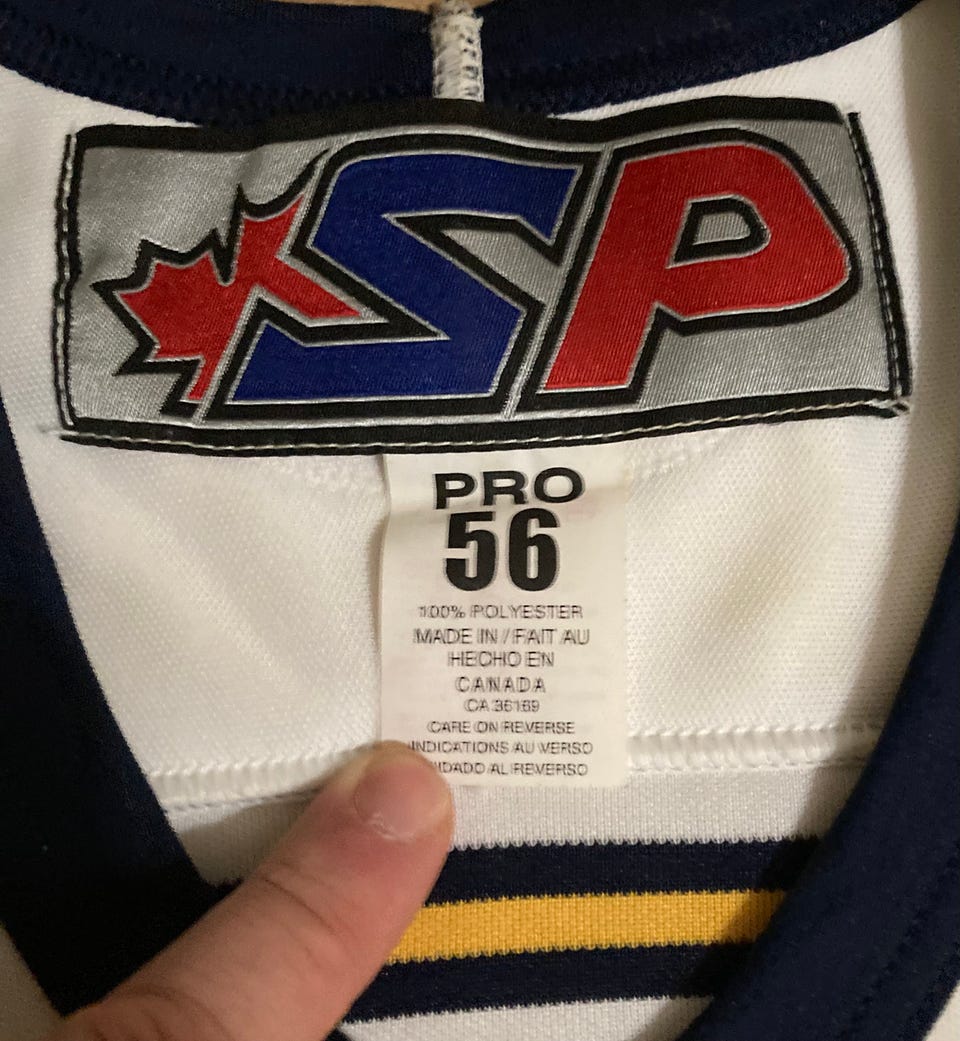 SP
PRO
56
100% POLYESTER
MADE IN / FAIT AU
HECHO EN
CANADA
CA 36169
CARE ON REVERSE
INDICATIONS AU VERSO
AL REVERSO